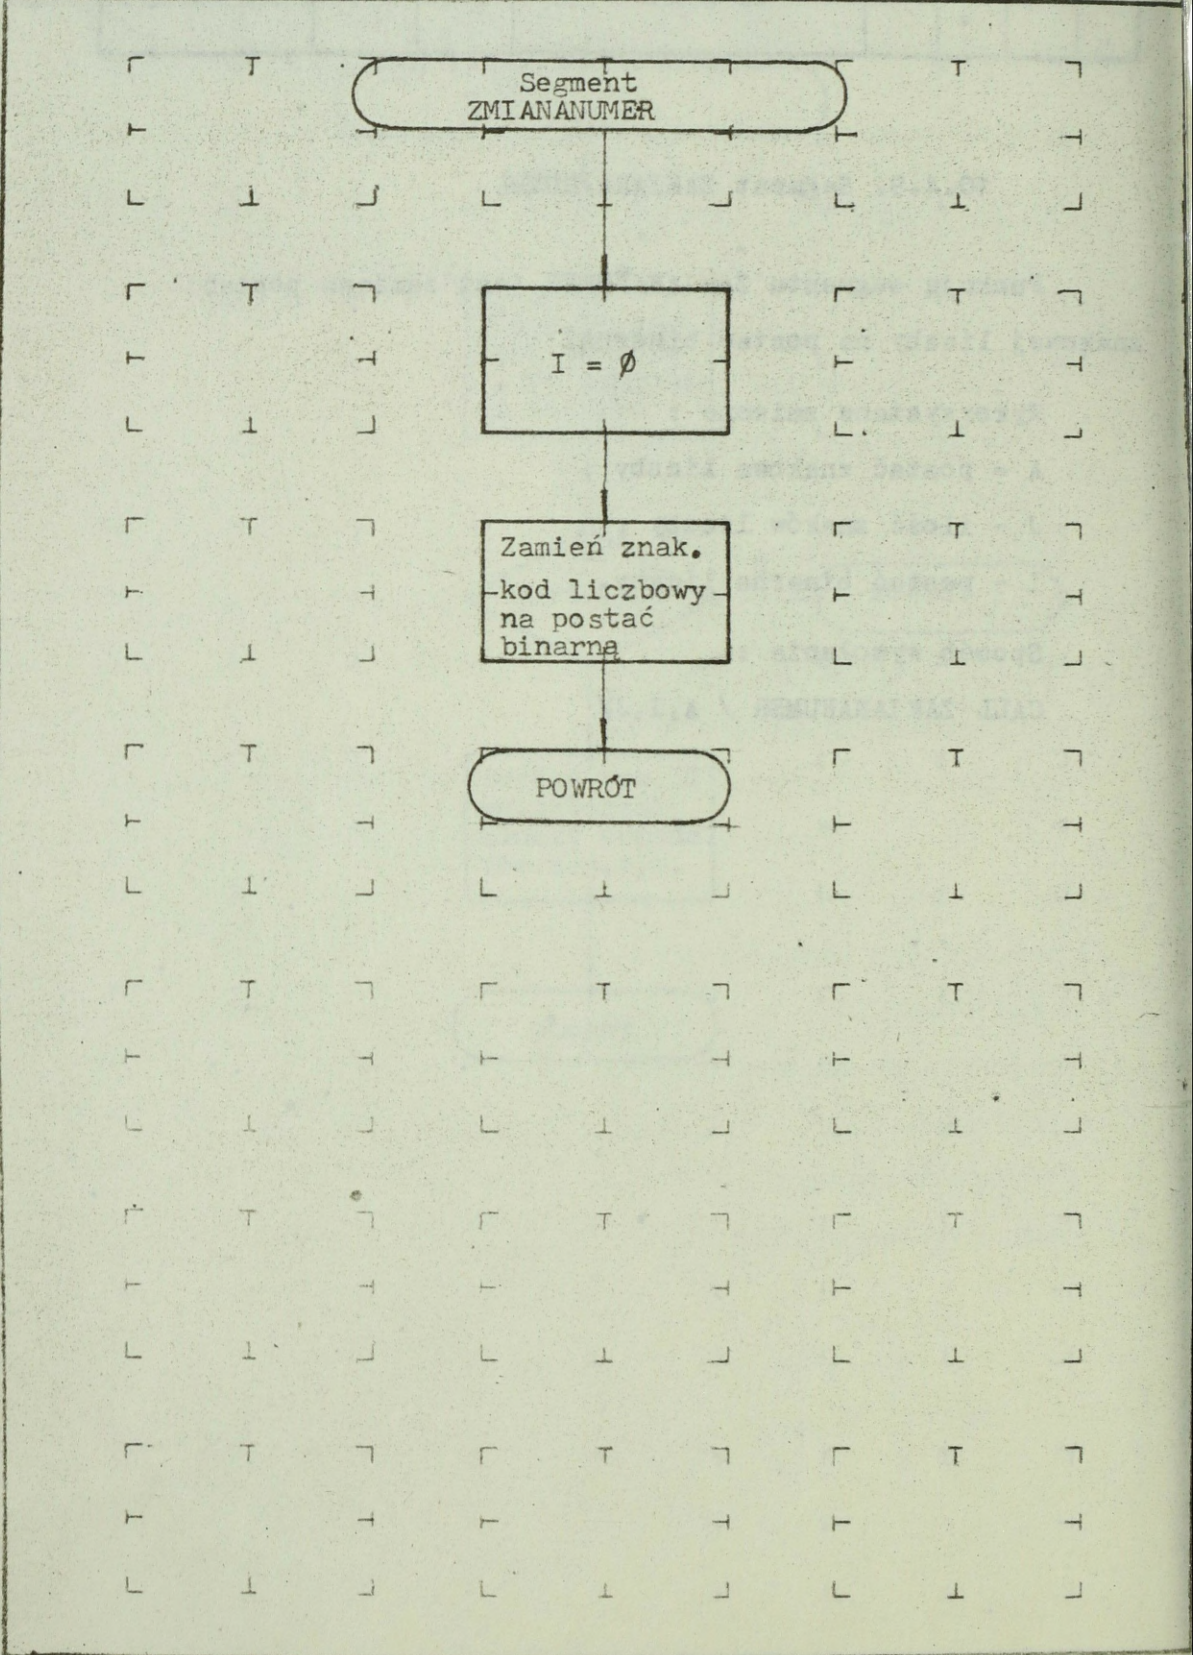 Segment
ZMIANANUMER
I = Ø
Zamień znak.
kod liczbowy
na postać
binarną
POWRÓT